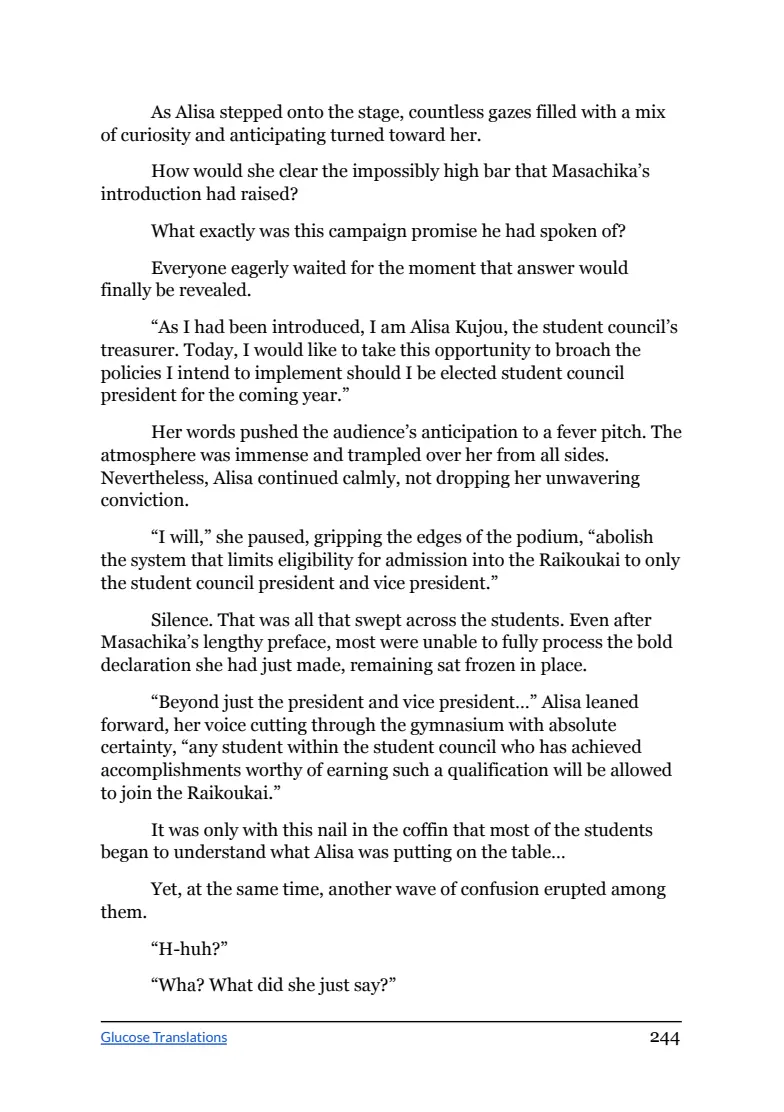 As Alisa stepped onto the stage, countless gazes filled with a mix
of curiosity and anticipating turned toward her.
How would she clear the impossibly high bar that Masachika’s
introduction had raised?
What exactly was this campaign promise he had spoken of?
Everyone eagerly waited for the moment that answer would
finally be revealed.
“As I had been introduced, I am Alisa Kujou, the student council’s
treasurer. Today, I would like to take this opportunity to broach the
policies I intend to implement should I be elected student council
president for the coming year.”
Her words pushed the audience’s anticipation to a fever pitch. The
atmosphere was immense and trampled over her from all sides.
Nevertheless, Alisa continued calmly, not dropping her unwavering
conviction.
“I will,” she paused, gripping the edges of the podium, “abolish
the system that limits eligibility for admission into the Raikoukai to only
the student council president and vice president.”
Silence. That was all that swept across the students. Even after
Masachika’s lengthy preface, most were unable to fully process the bold
declaration she had just made, remaining sat frozen in place.
“Beyond just the president and vice president…” Alisa leaned
forward, her voice cutting through the gymnasium with absolute
certainty, “any student within the student council who has achieved
accomplishments worthy of earning such a qualification will be allowed
to join the Raikoukai.”
It was only with this nail in the coffin that most of the students
began to understand what Alisa was putting on the table…
Yet, at the same time, another wave of confusion erupted among
them.
“H-huh?”
“Wha? What did she just say?”
Glucose Translations 244